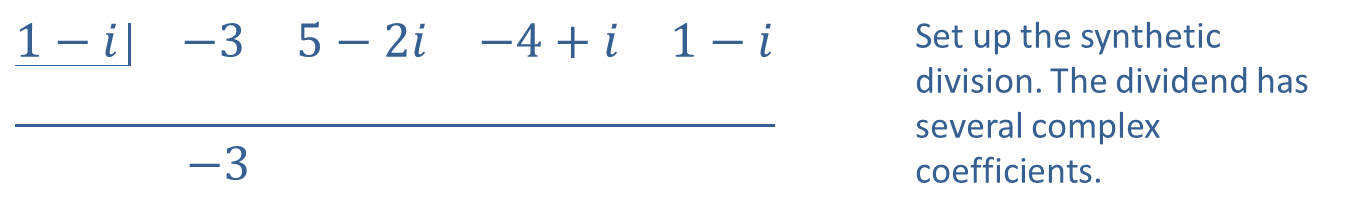 1 − i| −3 5 − 2i −4 + i 1 − i
−3
Set up the synthetic
division. The dividend has
several complex
coefficients.